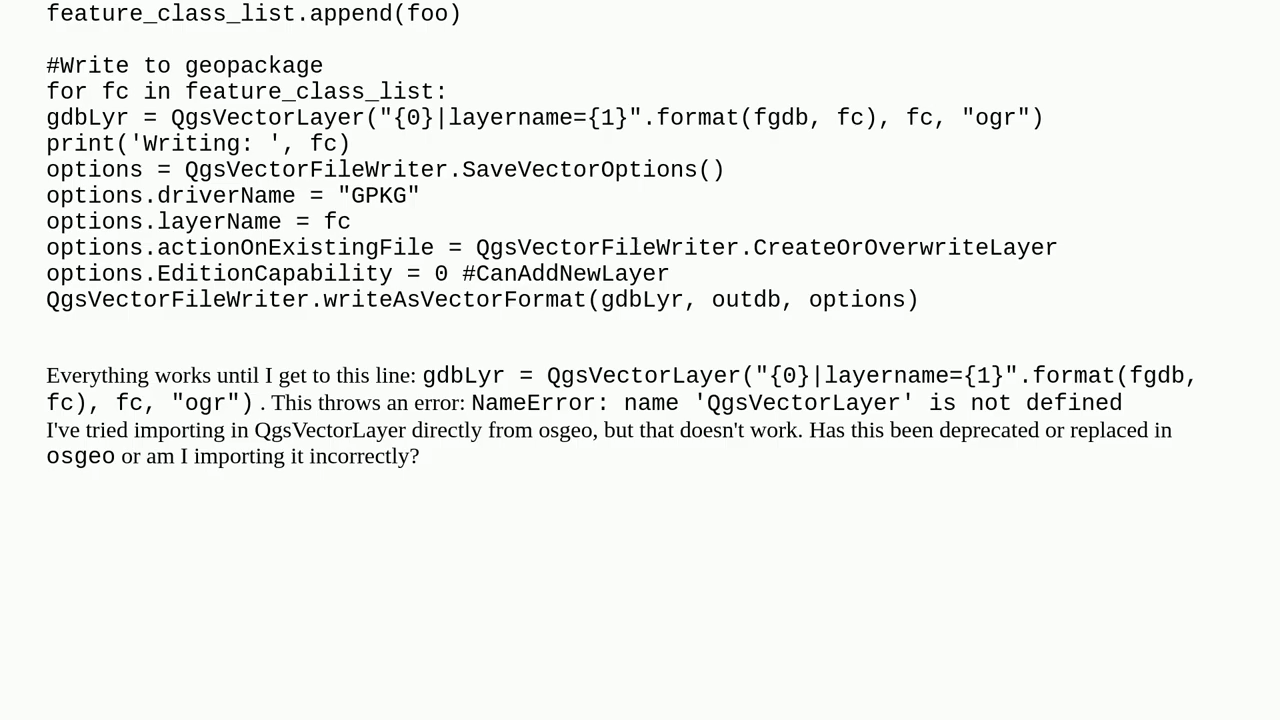 feature_class_list.append(foo)
#Write to geopackage
for fc in feature_class_list:
gdbLyr = QgsVectorLayer("{0}|layername={1}".format(fgdb, fc), fc, "ogr")
print('Writing: ', fc)
options = QgsVectorFileWriter.SaveVectorOptions()
options.driverName = "GPKG"
options.layerName = fc
options.actionOnExistingFile = QgsVectorFileWriter.CreateOrOverwriteLayer
options.EditionCapability = 0 #CanAddNewLayer
QgsVectorFileWriter.writeAsVectorFormat(gdbLyr, outdb, options)
Everything works until I get to this line: gdbLyr = QgsVectorLayer("{0}|layername={1}".format(fgdb,
fc), fc, "ogr") . This throws an error: NameError: name 'QgsVectorLayer' is not defined
I've tried importing in QgsVectorLayer directly from osgeo, but that doesn't work. Has this been deprecated or replaced in
osgeo or am I importing it incorrectly?